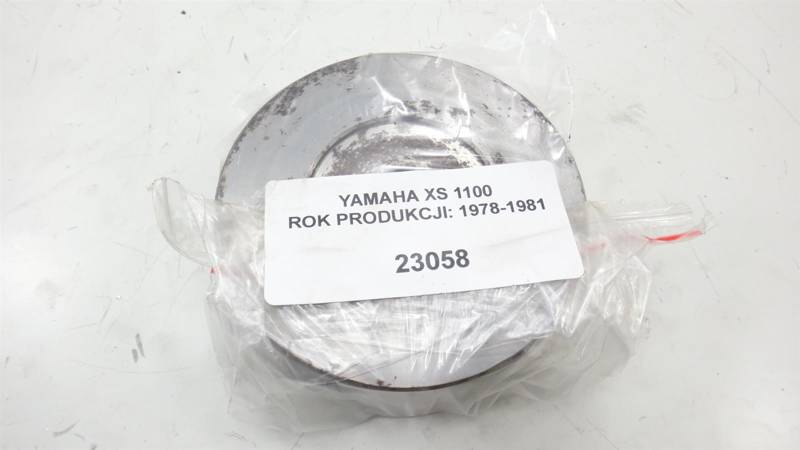 YAMAHA XS 1100
ROK PRODUKCJI: 1978-1981
23058